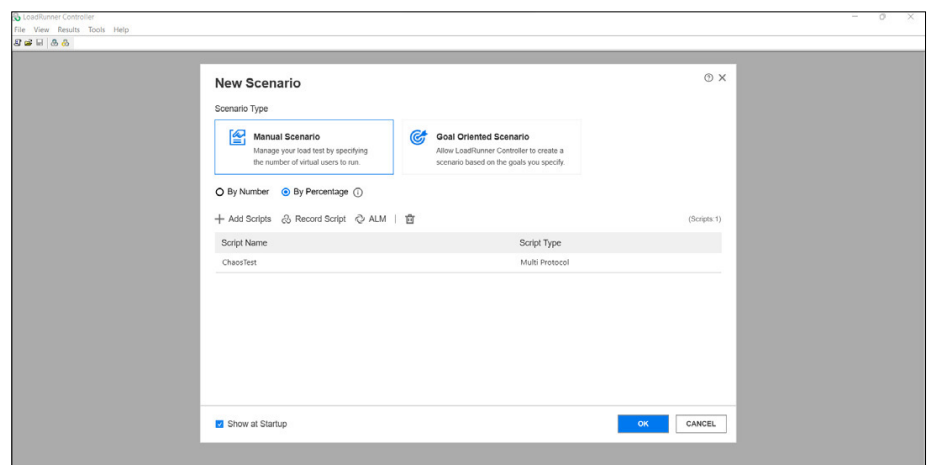 LoadRunner Controller
File View Results Tools Help
New Scenario
Scenario Type
Manual Scenario
Manage your load test by specifying
the number of virtual users to run.
Goal Oriented Scenario
Allow LoadRunner Controller to create a
scenario based on the goals you specify.
By Number By Percentage
Add Scripts Record Script ALM (Scripts:1)
Script Name Script Type
ChaosTest Multi Protocol
Show at Startup OK CANCEL